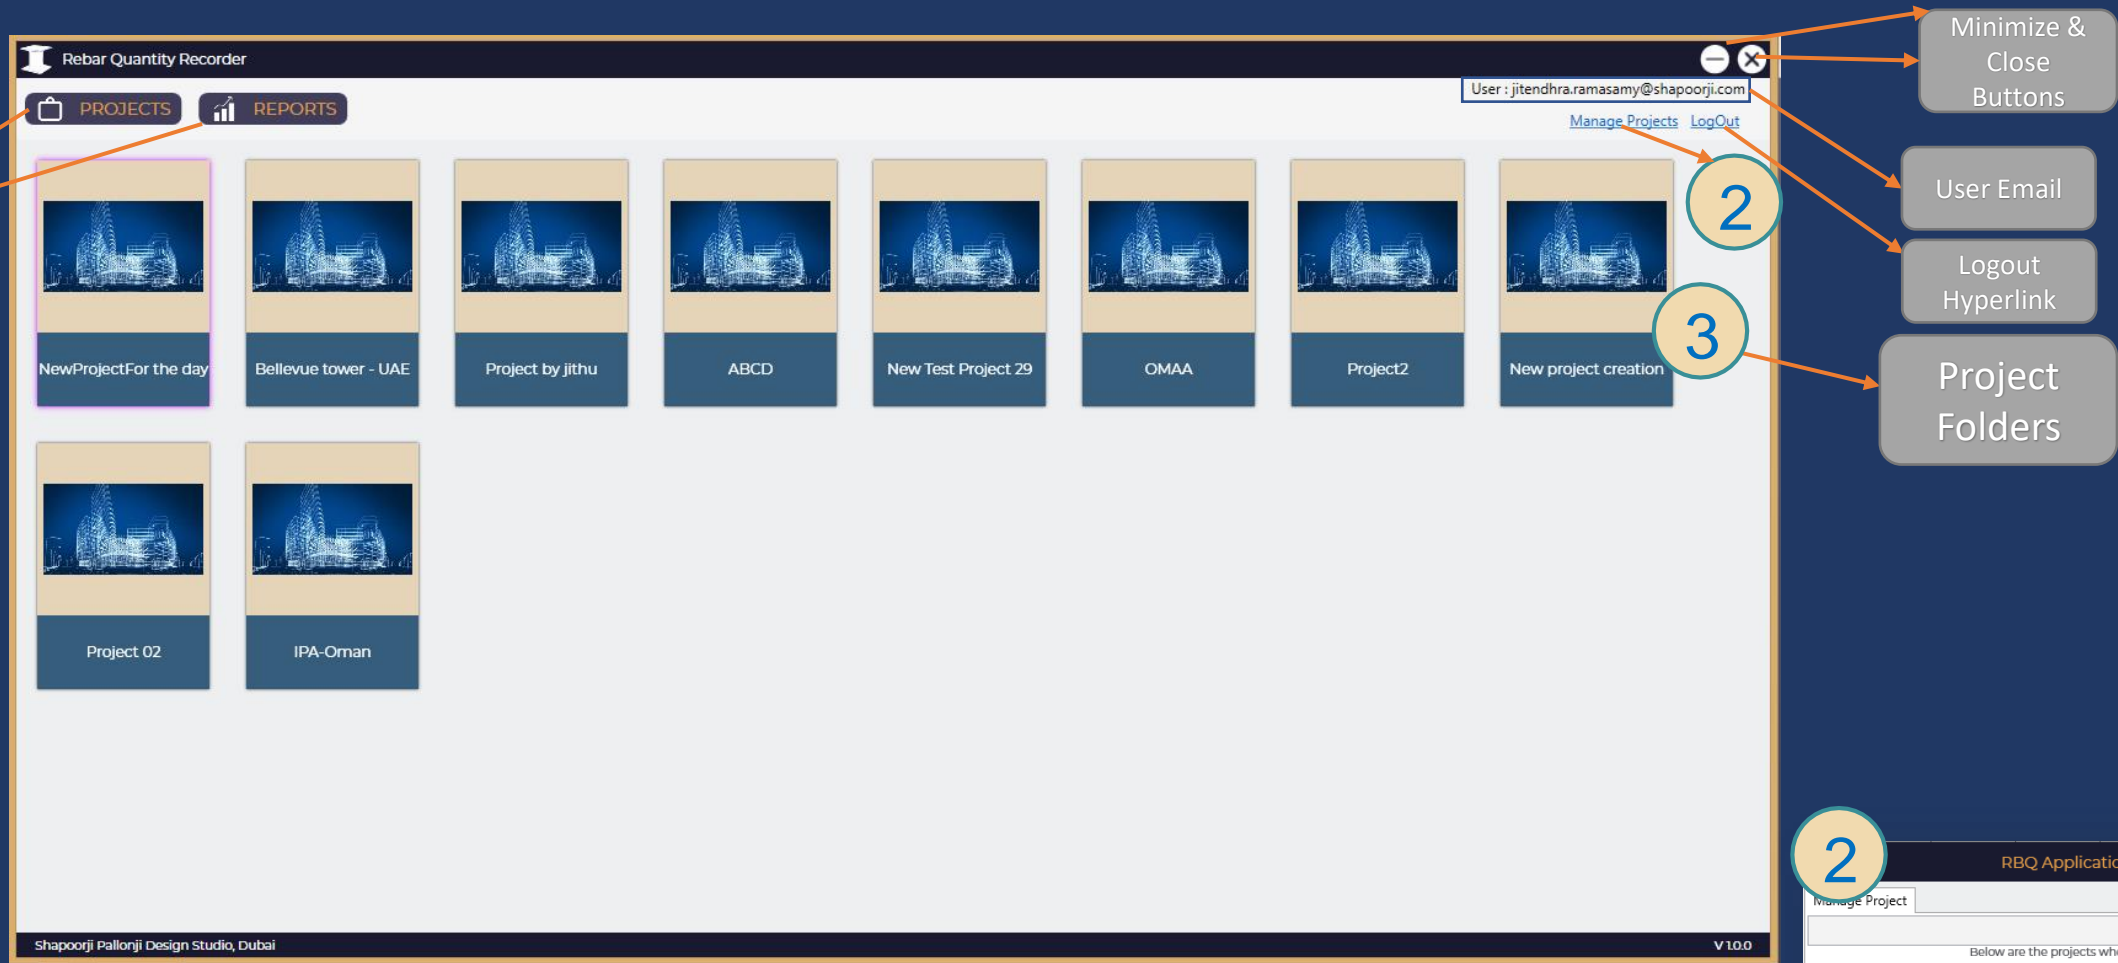 Rebar Quantity Recorder
PROJECTS
REPORTS
User : jitendhra.ramasamy@shapoorji.com
Manage Projects LogOut
Minimize &
Close
Buttons
User Email
Logout
Hyperlink
2
3
Project
Folders
NewProjectFor the day
Bellevue tower - UAE
Project by jithu
ABCD
New Test Project 29
OMAA
Project2
New project creation
Project 02
IPA-Oman
Shapoorji Pallonji Design Studio, Dubai
V 1.0.0
2
RBQ Applicatio
Manage Project
Below are the projects whe